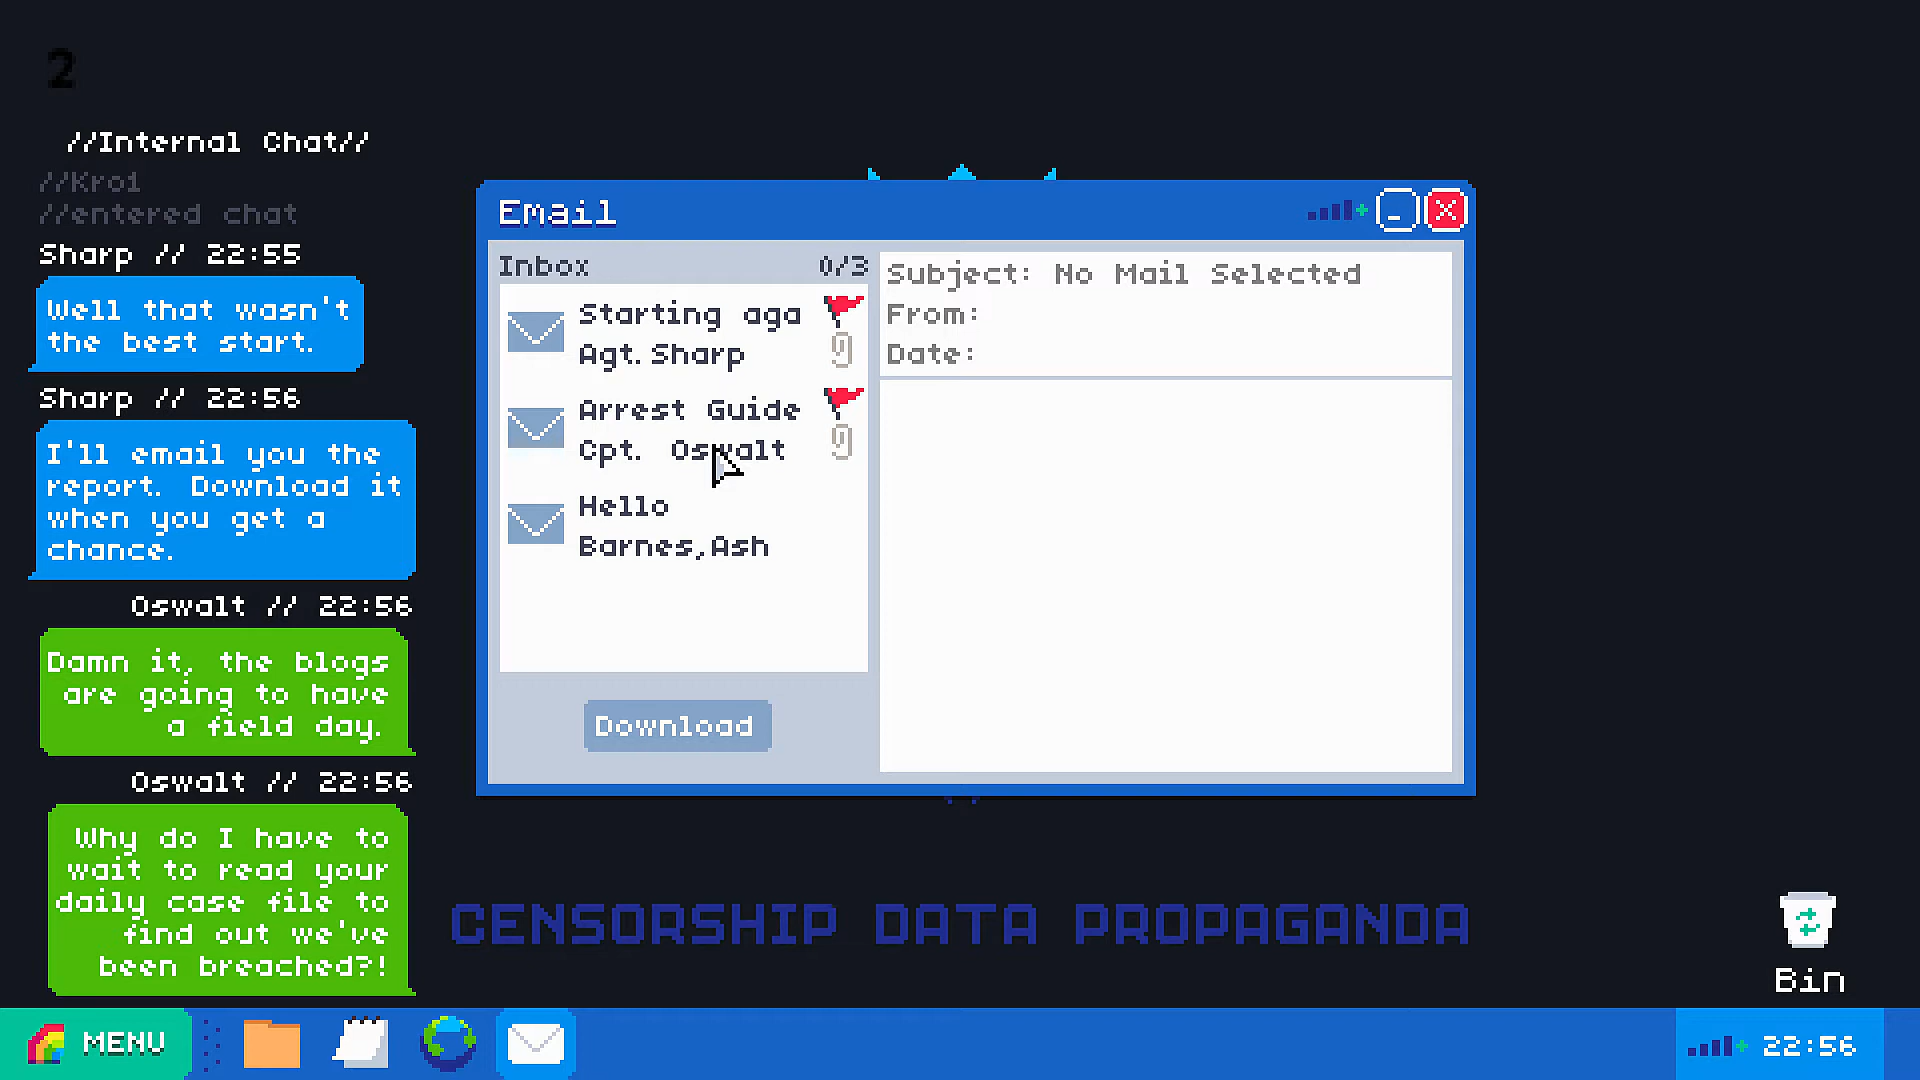 2
//Internal Chat//
//Kro1
//entered chat
Sharp // 22:55
Well that wasn't
the best start.
Sharp // 22:56
I'll email you the
report. Download it
when you get a
chance.
Oswalt // 22:56
Damn it, the blogs
are going to have
a field day.
Oswalt // 22:56
Why do I have to
wait to read your
daily case file to
find out we've
been breached?!
Email
Inbox 0/3
Starting aga
Agt.Sharp
Arrest Guide
Cpt. Oswalt
Hello
Barnes,Ash
Download
Subject: No Mail Selected
From:
Date:
CENSORSHIP DATA PROPAGANDA
Bin
MENU
22:56